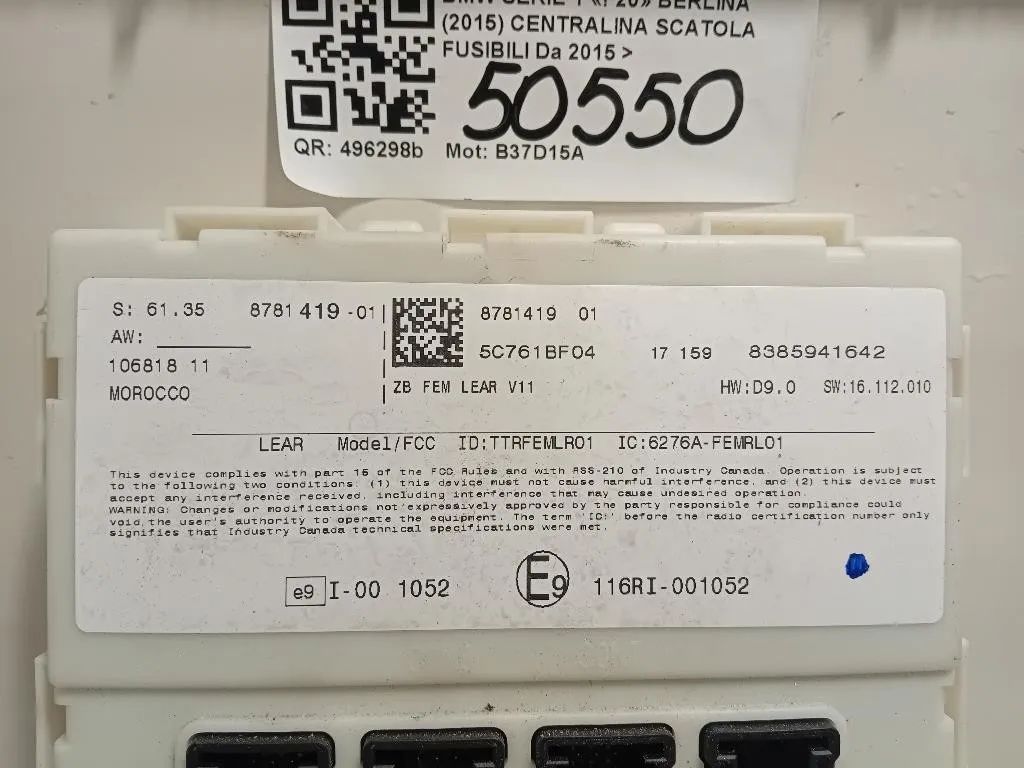 BMW SERIE 1 «F20» BERLINA
(2015) CENTRALINA SCATOLA
FUSIBILI Da 2015 >
50550
QR: 496298b Mot: B37D15A
S: 61.35 8781 419 -01
AW:
106818 11
MOROCCO
8781419 01
5C761BF04 17 159 8385941642
ZB FEM LEAR V11 HW:D9.0 SW:16.112.010
LEAR Model/FCC ID:TTRFEMLR01 IC:6276A-FEMRL01
This device complies with part 15 of the FCC Rules and with RSS-210 of Industry Canada. Operation is subject
to the following two conditions: (1) this device must not cause harmful interference, and (2) this device must
accept any interference received, including interference that may cause undesired operation.
WARNING: Changes or modifications not expressively approved by the party responsible for compliance could
void the user's authority to operate the equipment. The term "IC:" before the radio certification number only
signifies that Industry Canada technical specifications were met.
e9 I-00 1052 E9 116RI-001052